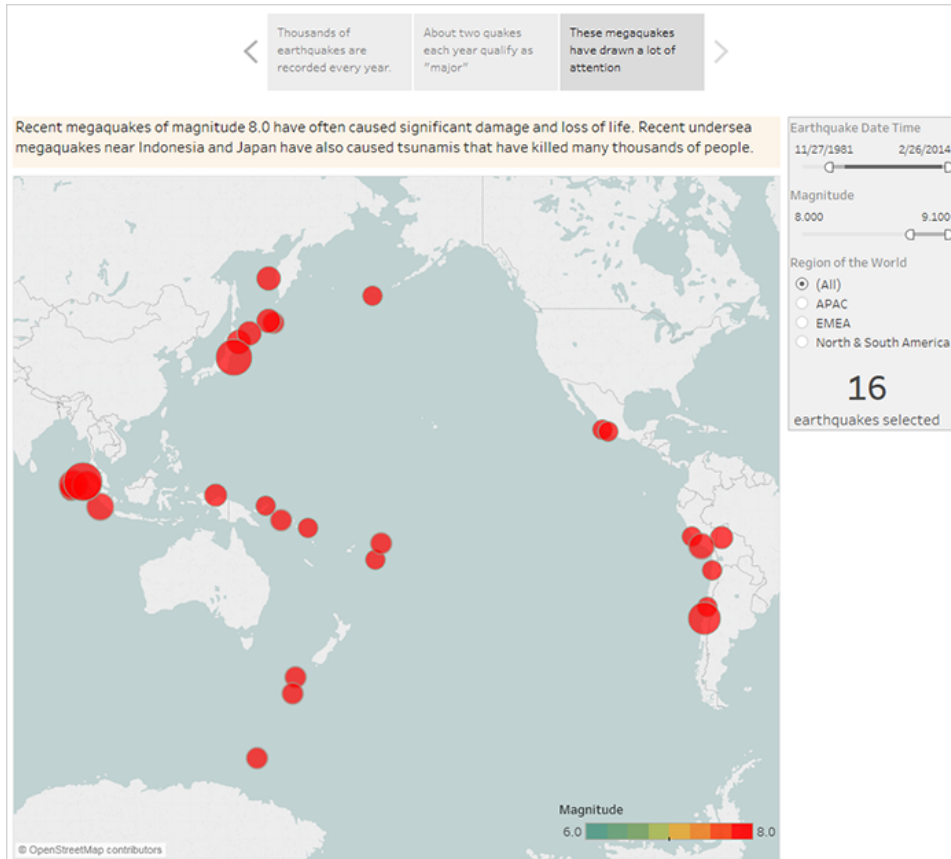 Thousands of
earthquakes are
recorded every year.
About two quakes
each year qualify as
"major"
These megaquakes
have drawn a lot of
attention
Recent megaquakes of magnitude 8.0 have often caused significant damage and loss of life. Recent undersea
megaquakes near Indonesia and Japan have also caused tsunamis that have killed many thousands of people.
Earthquake Date Time
11/27/1981 2/26/2014
Magnitude
8.000 9.100
Region of the World
(All)
APAC
EMEA
North & South America
16
earthquakes selected
Magnitude
6.0 8.0
© OpenStreetMap contributors